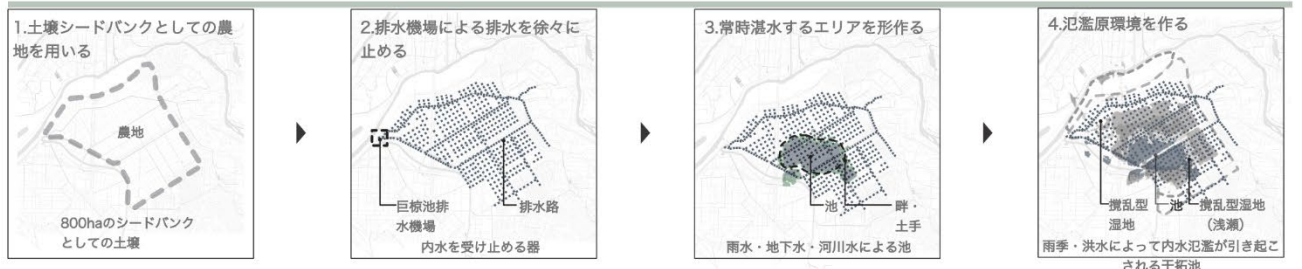 1.土壌シードバンクとしての農
地を用いる
農地
800haのシードバンク
としての土壌
2.排水機場による排水を徐々に
止める
巨椋池排
水機場
排水路
内水を受け止める器
3.常時湛水するエリアを形作る
池
畔・
土手
雨水・地下水・河川水による池
4.氾濫原環境を作る
攪乱型
湿地
池
攪乱型湿地
（浅瀬）
雨季・洪水によって内水氾濫が引き起こ
される干拓池